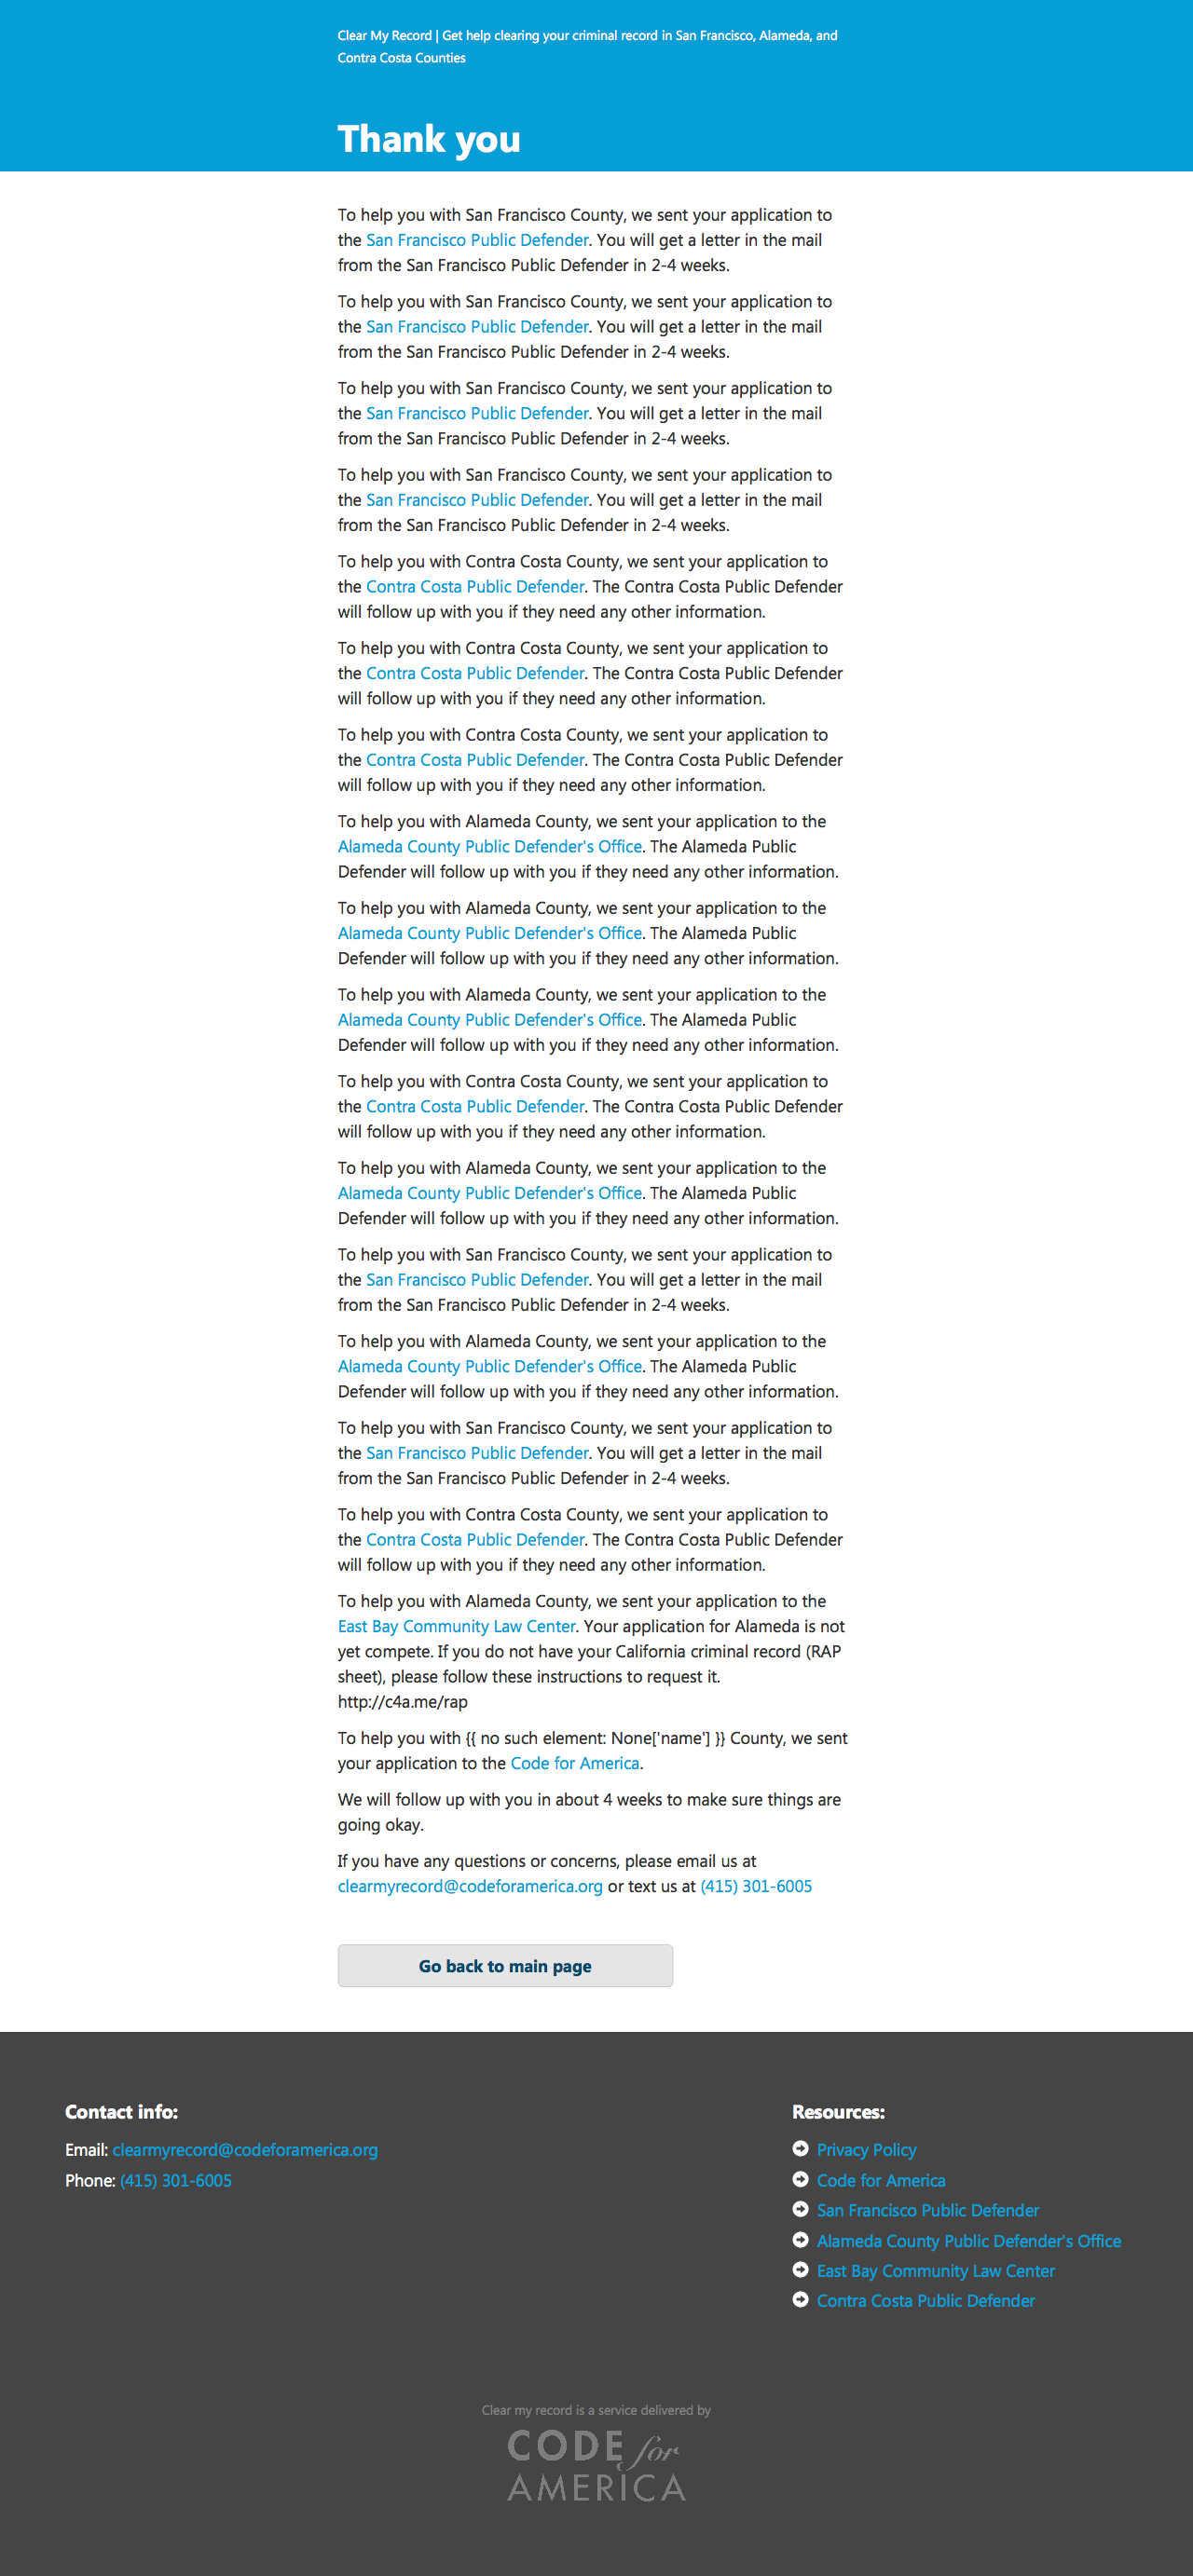 Clear My Record | Get help clearing your criminal record in San Francisco, Alameda, and
Contra Costa Counties
Thank you
To help you with San Francisco County, we sent your application to
the San Francisco Public Defender. You will get a letter in the mail
from the San Francisco Public Defender in 2-4 weeks.
To help you with San Francisco County, we sent your application to
the San Francisco Public Defender. You will get a letter in the mail
from the San Francisco Public Defender in 2-4 weeks.
To help you with San Francisco County, we sent your application to
the San Francisco Public Defender. You will get a letter in the mail
from the San Francisco Public Defender in 2-4 weeks.
To help you with San Francisco County, we sent your application to
the San Francisco Public Defender. You will get a letter in the mail
from the San Francisco Public Defender in 2-4 weeks.
To help you with Contra Costa County, we sent your application to
the Contra Costa Public Defender. The Contra Costa Public Defender
will follow up with you if they need any other information.
To help you with Contra Costa County, we sent your application to
the Contra Costa Public Defender. The Contra Costa Public Defender
will follow up with you if they need any other information.
To help you with Contra Costa County, we sent your application to
the Contra Costa Public Defender. The Contra Costa Public Defender
will follow up with you if they need any other information.
To help you with Alameda County, we sent your application to the
Alameda County Public Defender's Office. The Alameda Public
Defender will follow up with you if they need any other information.
To help you with Alameda County, we sent your application to the
Alameda County Public Defender's Office. The Alameda Public
Defender will follow up with you if they need any other information.
To help you with Alameda County, we sent your application to the
Alameda County Public Defender's Office. The Alameda Public
Defender will follow up with you if they need any other information.
To help you with Contra Costa County, we sent your application to
the Contra Costa Public Defender. The Contra Costa Public Defender
will follow up with you if they need any other information.
To help you with Alameda County, we sent your application to the
Alameda County Public Defender's Office. The Alameda Public
Defender will follow up with you if they need any other information.
To help you with San Francisco County, we sent your application to
the San Francisco Public Defender. You will get a letter in the mail
from the San Francisco Public Defender in 2-4 weeks.
To help you with Alameda County, we sent your application to the
Alameda County Public Defender's Office. The Alameda Public
Defender will follow up with you if they need any other information.
To help you with San Francisco County, we sent your application to
the San Francisco Public Defender. You will get a letter in the mail
from the San Francisco Public Defender in 2-4 weeks.
To help you with Contra Costa County, we sent your application to
the Contra Costa Public Defender. The Contra Costa Public Defender
will follow up with you if they need any other information.
To help you with Alameda County, we sent your application to the
East Bay Community Law Center. Your application for Alameda is not
yet compete. If you do not have your California criminal record (RAP
sheet), please follow these instructions to request it.
http://c4a.me/rap
To help you with {{ no such element: None['name'] }} County, we sent
your application to the Code for America.
We will follow up with you in about 4 weeks to make sure things are
going okay.
If you have any questions or concerns, please email us at
clearmyrecord@codeforamerica.org or text us at (415) 301-6005
Go back to main page
Contact info:
Email: clearmyrecord@codeforamerica.org
Phone: (415) 301-6005
Resources:
Privacy Policy
Code for America
San Francisco Public Defender
Alameda County Public Defender's Office
East Bay Community Law Center
Contra Costa Public Defender
Clear my record is a service delivered by
CODE for
AMERICA